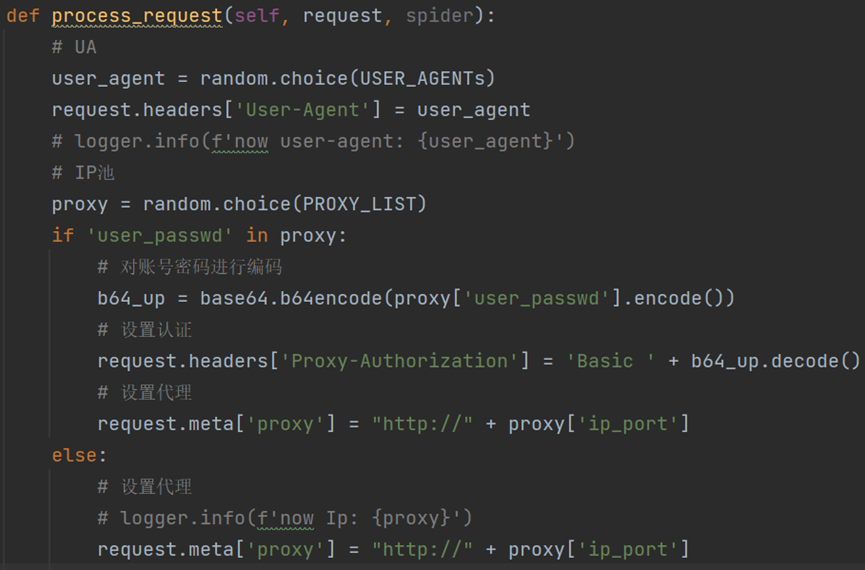 def process_request(self, request, spider):
    # UA
    user_agent = random.choice(USER_AGENTs)
    request.headers['User-Agent'] = user_agent
    # logger.info(f'now user-agent: {user_agent}')
    # IP池
    proxy = random.choice(PROXY_LIST)
    if 'user_passwd' in proxy:
        # 对账号密码进行编码
        b64_up = base64.b64encode(proxy['user_passwd'].encode())
        # 设置认证
        request.headers['Proxy-Authorization'] = 'Basic ' + b64_up.decode()
        # 设置代理
        request.meta['proxy'] = "http://" + proxy['ip_port']
    else:
        # 设置代理
        # logger.info(f'now Ip: {proxy}')
        request.meta['proxy'] = "http://" + proxy['ip_port']